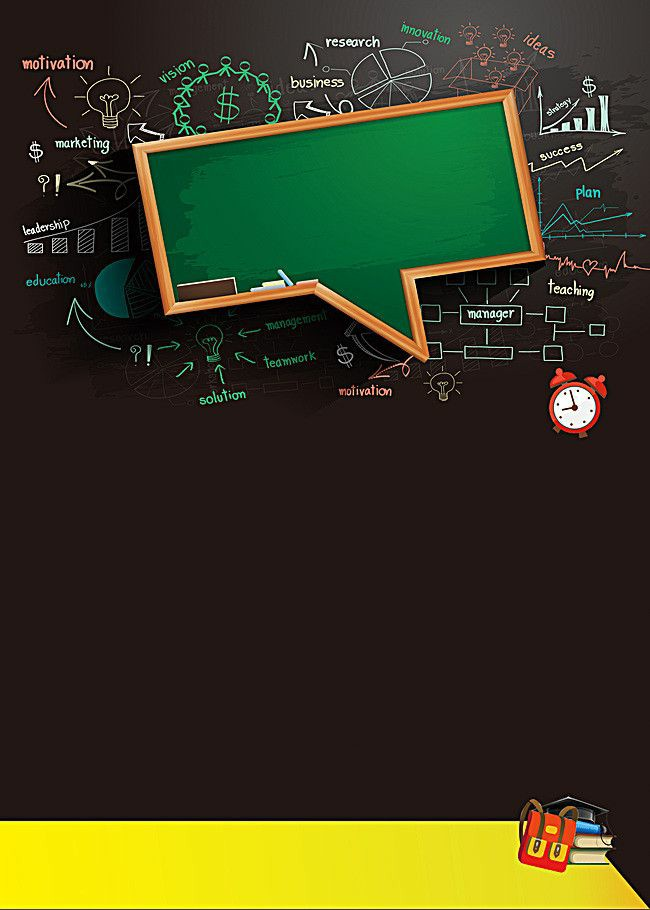 innovation
research
ideas
motivation
vision
business
$
$
strategy
marketing
$
success
?!
plan
leadership
education
teaching
manager
management
?!
teamwork
$
solution
motivation